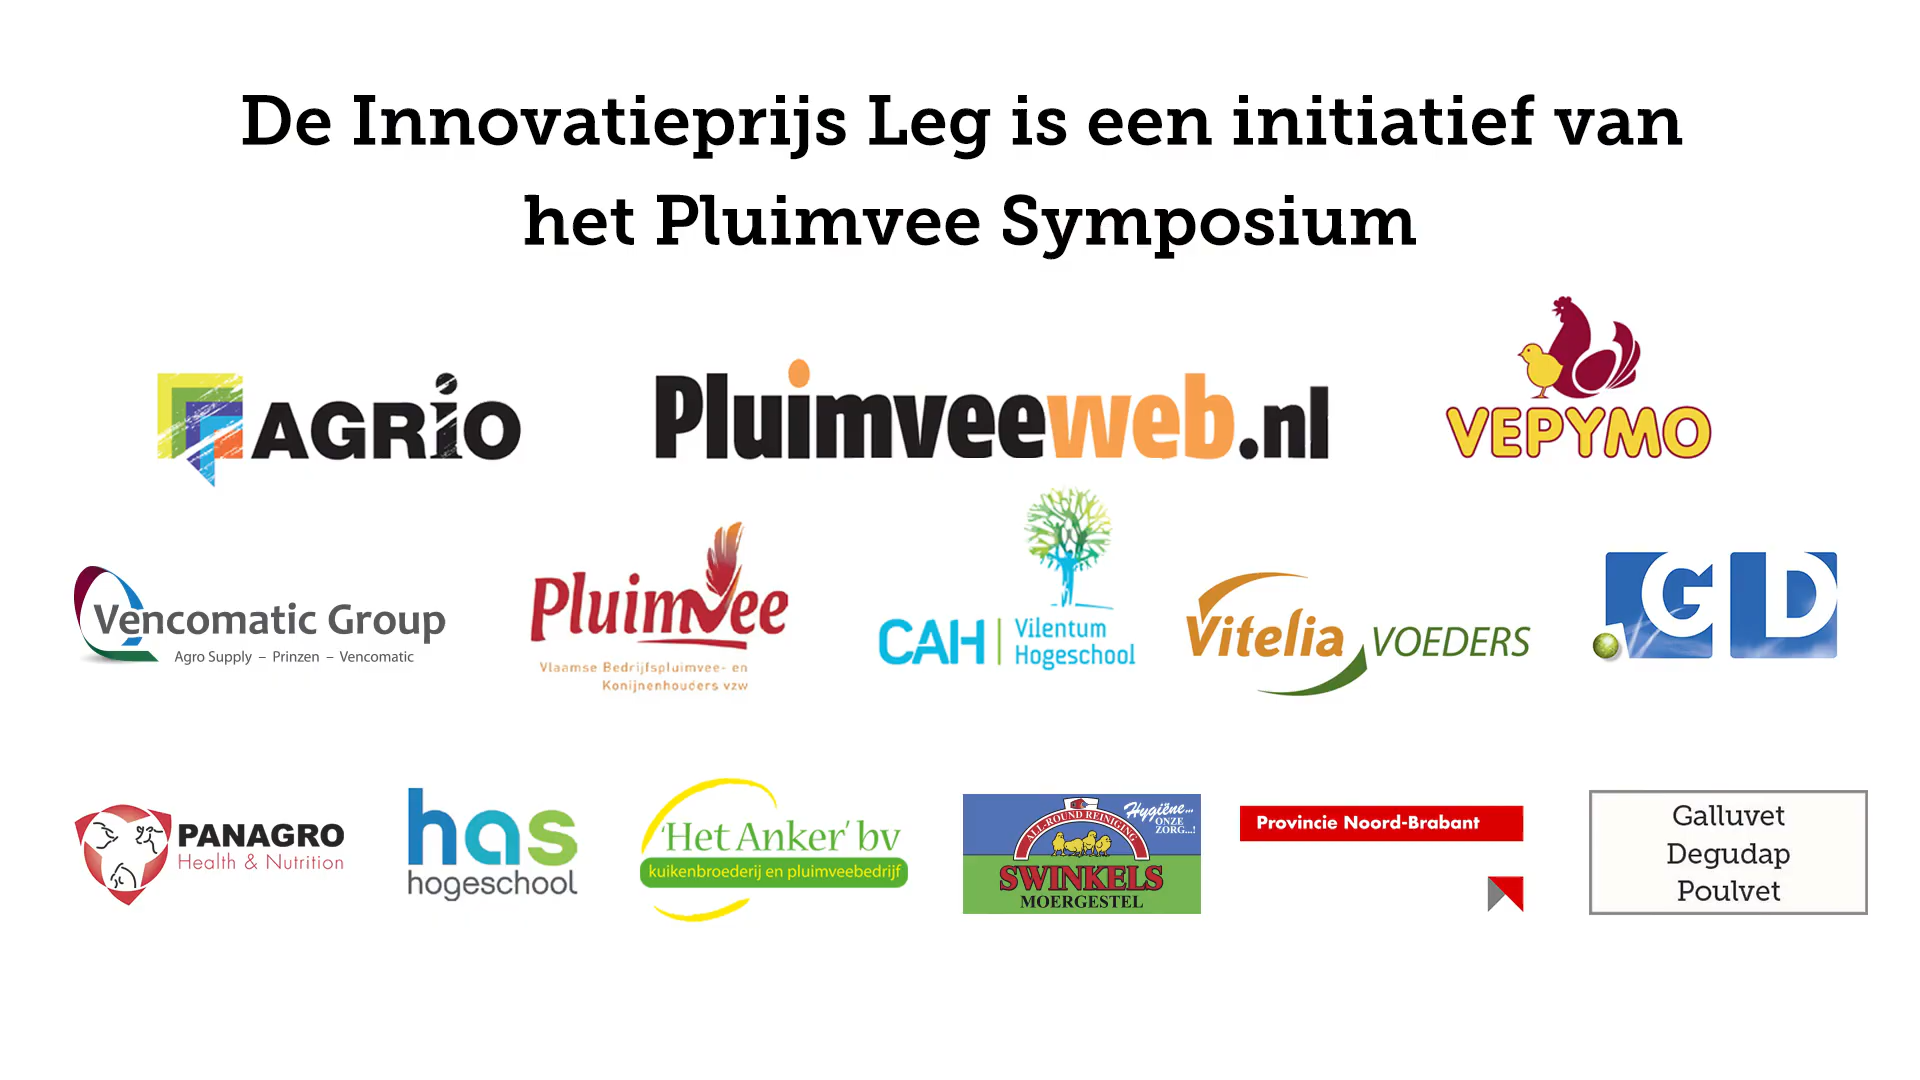 De Innovatieprijs Leg is een initiatief van
het Pluimvee Symposium
AGRIO
Pluimveeweb.nl
VEPYMO
Vencomatic Group
Agro Supply – Prinzen – Vencomatic
Pluimvee
Vlaamse Bedrijfspluimvee- en
Konijnenhouders vzw
CAH
Vilentum
Hogeschool
Vitelia VOEDERS
GD
PANAGRO
Health & Nutrition
has
hogeschool
'Het Anker' bv
kuikenbroederij en pluimveebedrijf
ALL-ROUND REINIGING
Hygiëne...
ONZE
ZORG...!
SWINKELS
MOERGESTEL
Provincie Noord-Brabant
Galluvet
Degudap
Poulvet